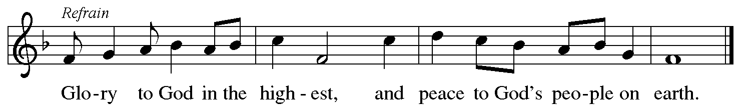 Refrain
Glo-ry to God in the high-est, and peace to God's peo-ple on earth.